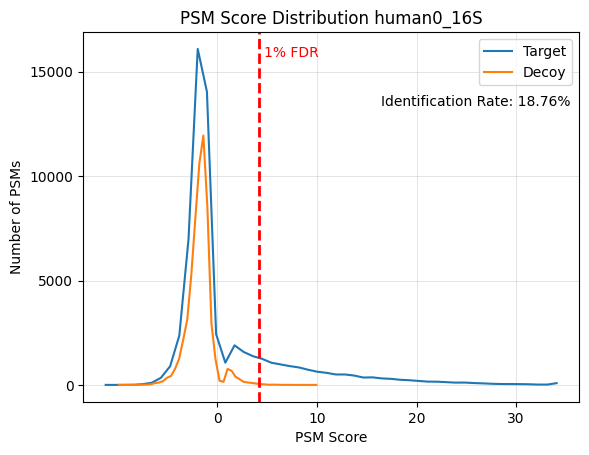 PSM Score Distribution human0_16S
1% FDR
Target
Decoy
Identification Rate: 18.76%
Number of PSMs
15000
10000
5000
0
0 10 20 30
PSM Score